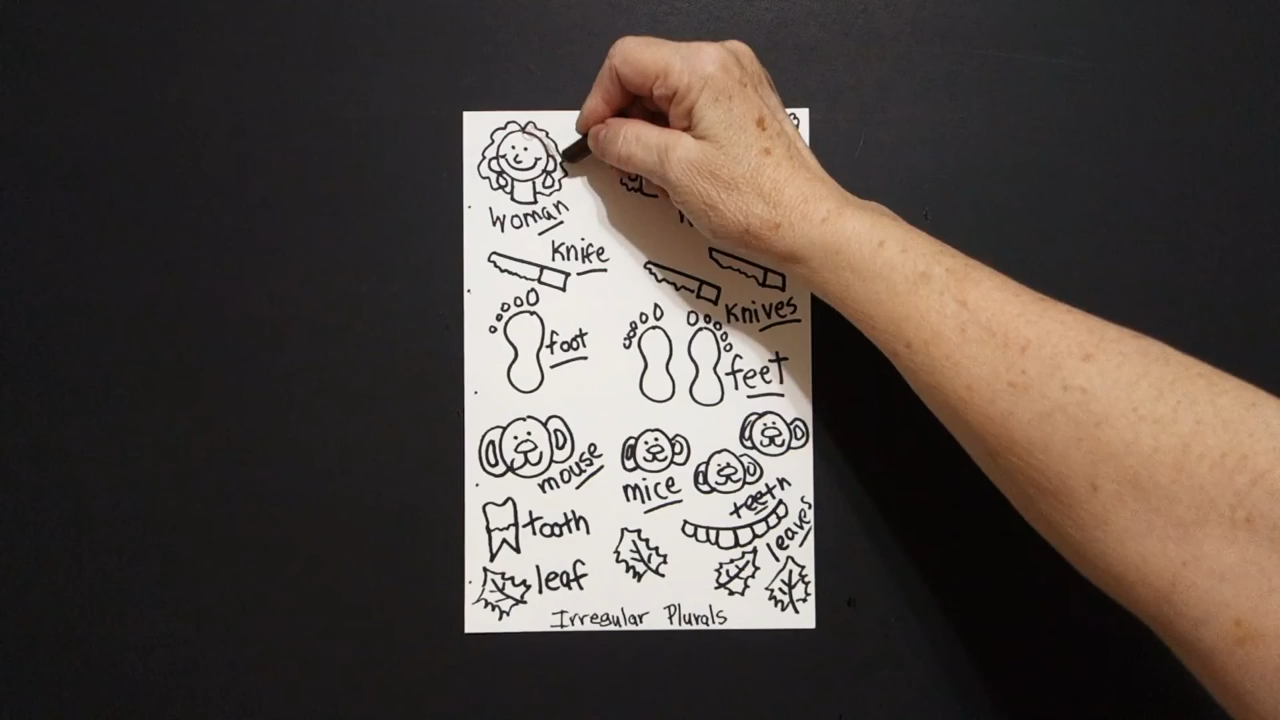 woman
knife
knives
foot
feet
mouse
mice
teeth
tooth
leaves
leaf
Irregular Plurals